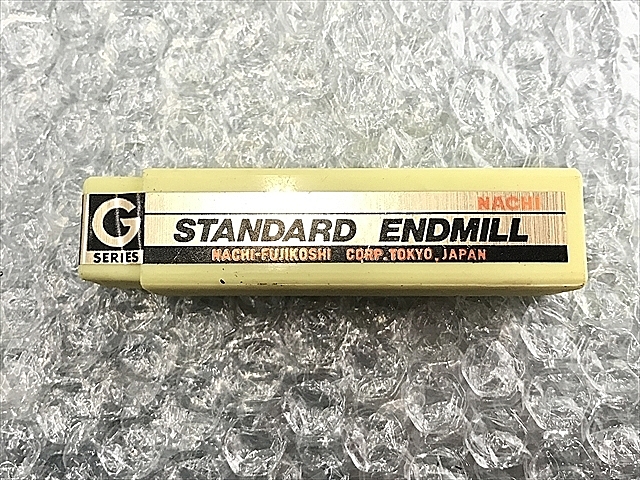 G
SERIES
NACHI
STANDARD ENDMILL
NACHI-FUJIKOSHI CORP. TOKYO, JAPAN